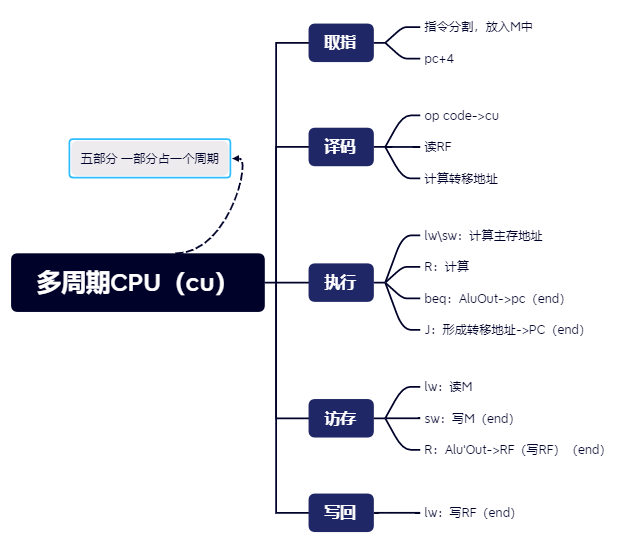 取指
指令分割，放入M中
pc+4
译码
op code->cu
读RF
计算转移地址
五部分 一部分占一个周期
多周期CPU（cu）
执行
lw\sw：计算主存地址
R：计算
beq：AluOut->pc（end）
J：形成转移地址->PC（end）
访存
lw：读M
sw：写M（end）
R：Alu'Out->RF（写RF）（end）
写回
lw：写RF（end）